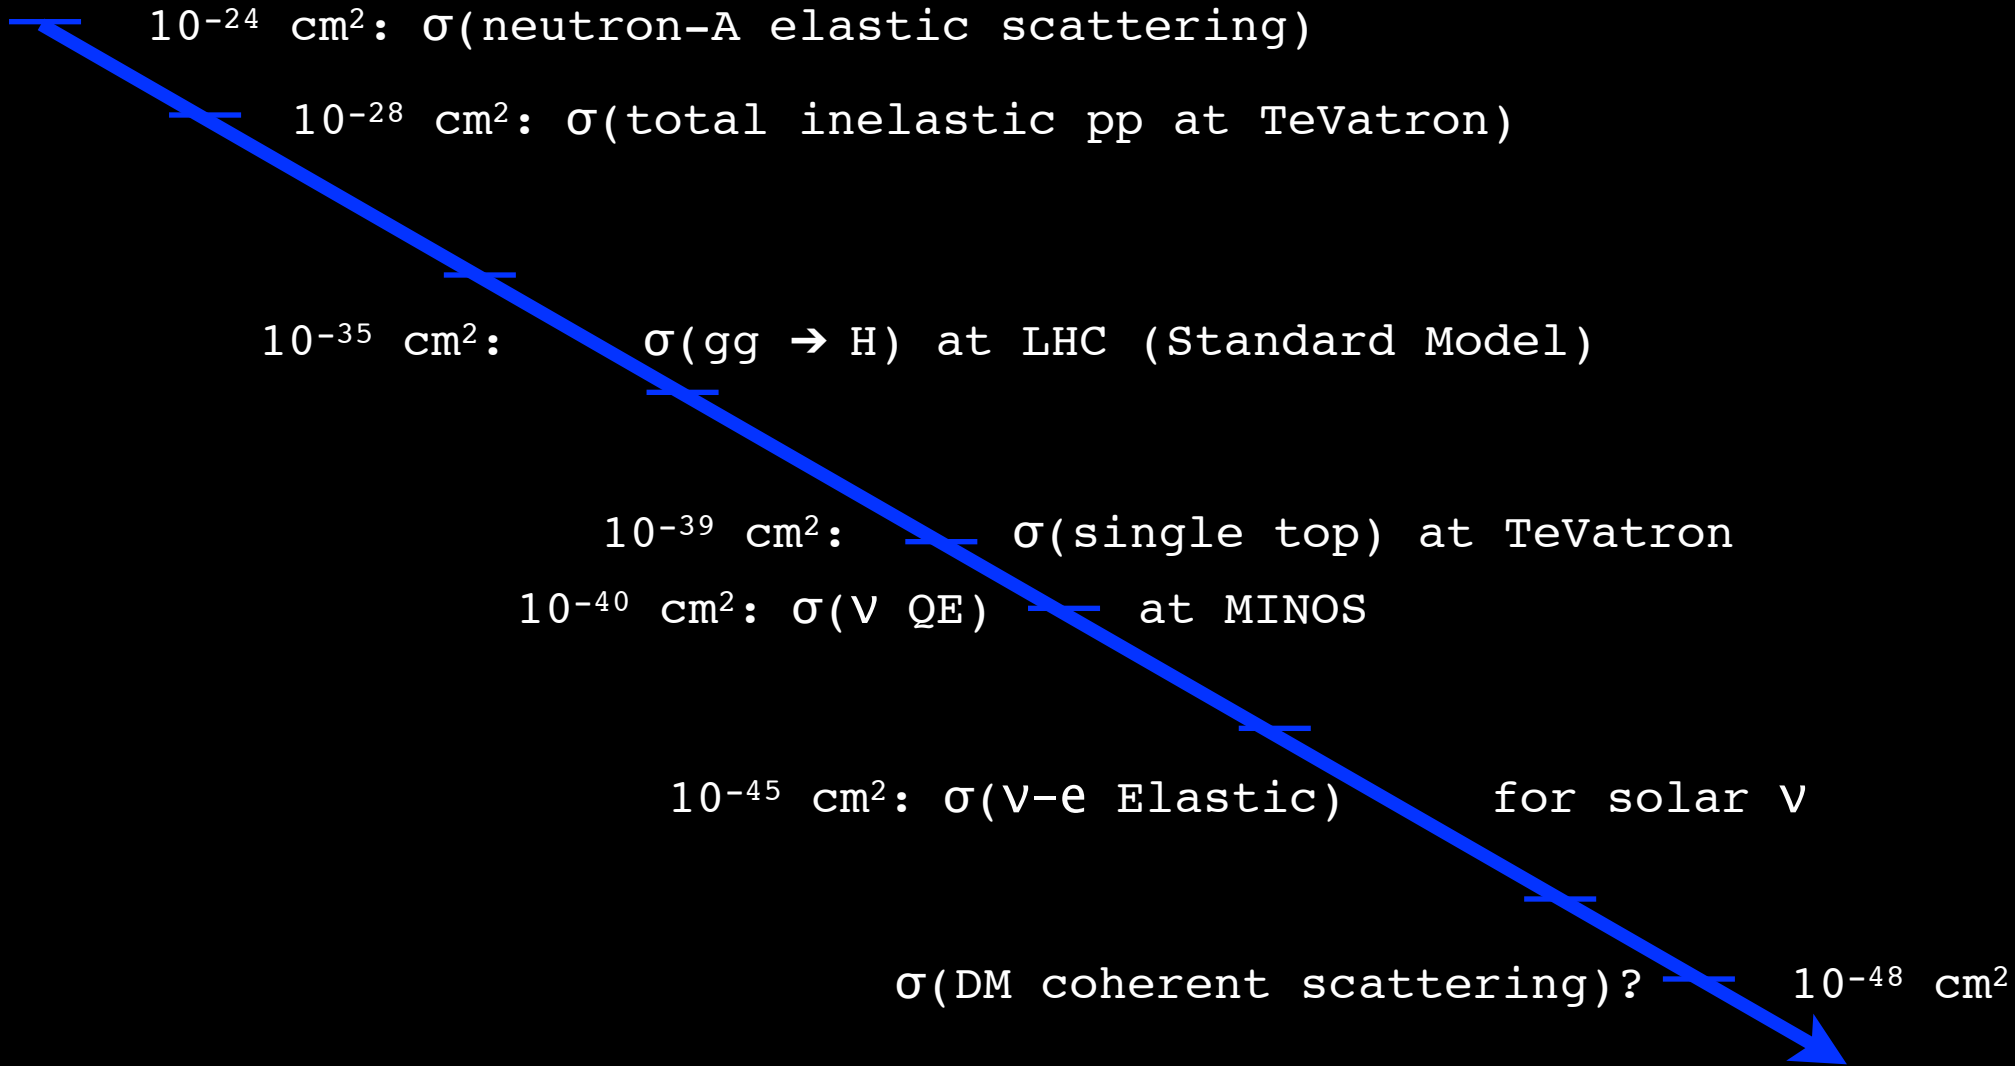 10⁻²⁴ cm²: σ(neutron-A elastic scattering)
10⁻²⁸ cm²: σ(total inelastic pp at TeVatron)
10⁻³⁵ cm²: σ(gg ➔ H) at LHC (Standard Model)
10⁻³⁹ cm²: σ(single top) at TeVatron
10⁻⁴⁰ cm²: σ(ν QE) at MINOS
10⁻⁴⁵ cm²: σ(ν-e Elastic) for solar ν
σ(DM coherent scattering)? 10⁻⁴⁸ cm²